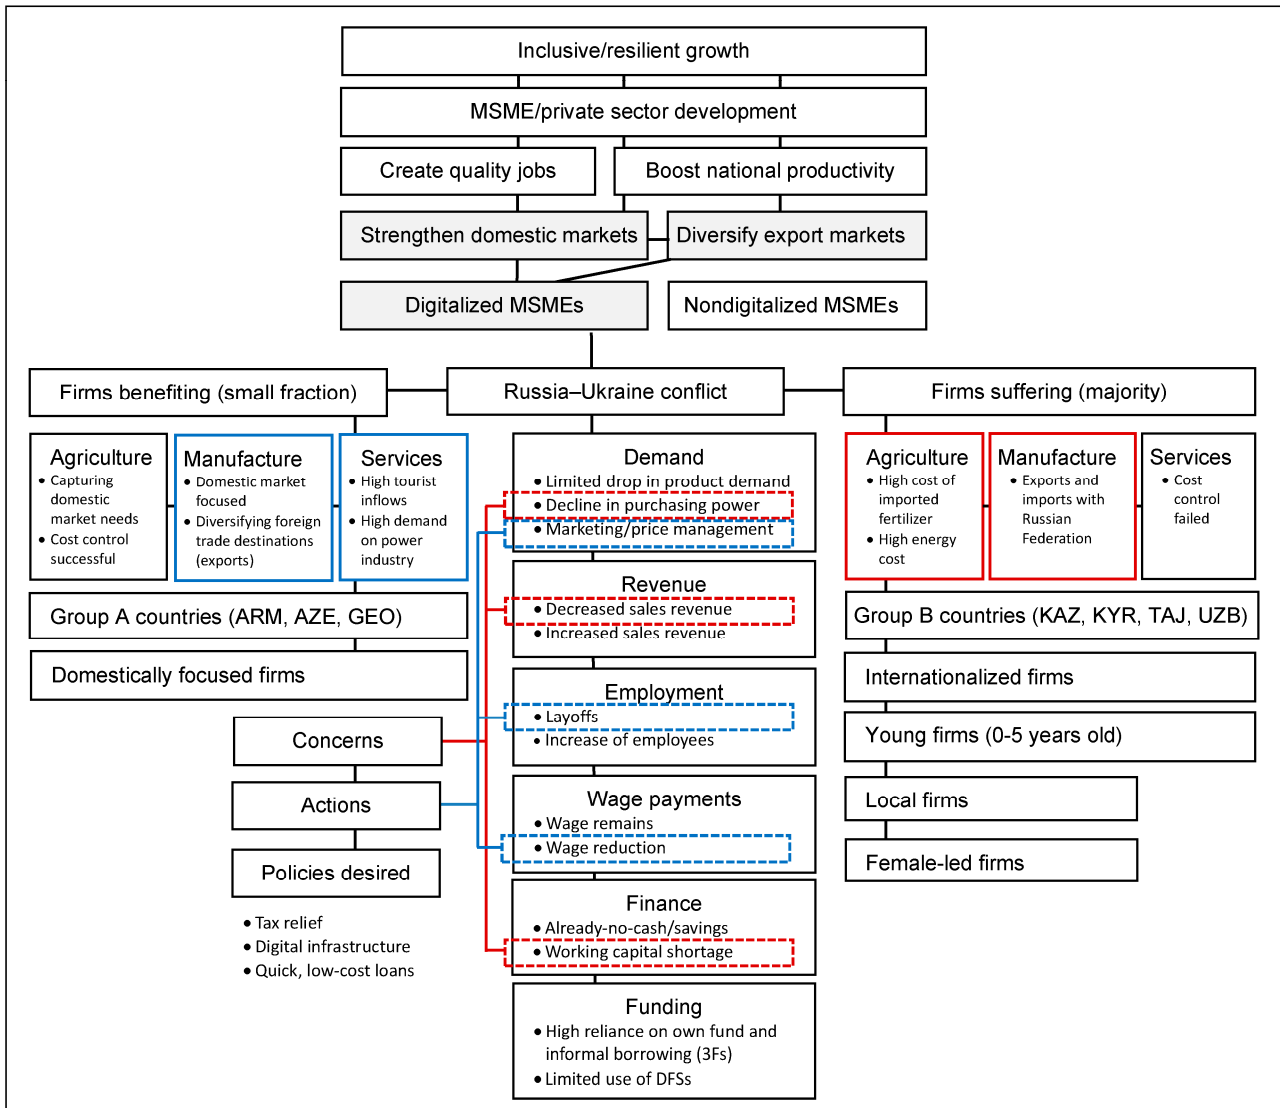 Inclusive/resilient growth
MSME/private sector development
Create quality jobs
Boost national productivity
Strengthen domestic markets
Diversify export markets
Digitalized MSMEs
Nondigitalized MSMEs
Firms benefiting (small fraction)
Russia–Ukraine conflict
Firms suffering (majority)
Agriculture
• Capturing
domestic
market needs
• Cost control
successful
Manufacture
• Domestic market
focused
• Diversifying foreign
trade destinations
(exports)
Services
• High tourist
inflows
• High demand
on power
industry
Group A countries (ARM, AZE, GEO)
Domestically focused firms
Concerns
Actions
Policies desired
• Tax relief
• Digital infrastructure
• Quick, low-cost loans
Demand
• Limited drop in product demand
• Decline in purchasing power
• Marketing/price management
Revenue
• Decreased sales revenue
• Increased sales revenue
Employment
• Layoffs
• Increase of employees
Wage payments
• Wage remains
• Wage reduction
Finance
• Already-no-cash/savings
• Working capital shortage
Funding
• High reliance on own fund and
informal borrowing (3Fs)
• Limited use of DFSs
Agriculture
• High cost of
imported
fertilizer
• High energy
cost
Manufacture
• Exports and
imports with
Russian
Federation
Services
• Cost
control
failed
Group B countries (KAZ, KYR, TAJ, UZB)
Internationalized firms
Young firms (0-5 years old)
Local firms
Female-led firms